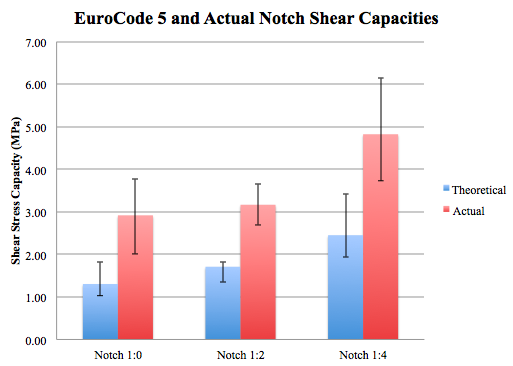 EuroCode 5 and Actual Notch Shear Capacities
Shear Stress Capacity (MPa)
7.00
6.00
5.00
4.00
3.00
2.00
1.00
0.00
Notch 1:0
Notch 1:2
Notch 1:4
Theoretical
Actual